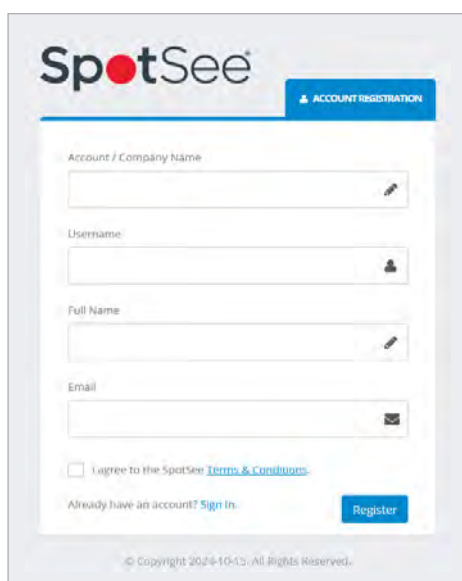 SpotSee
ACCOUNT REGISTRATION
Account / Company Name
Username
Full Name
Email
I agree to the SpotSee Terms & Conditions.
Already have an account? Sign In.
Register
© Copyright 2024-10-15. All Rights Reserved.